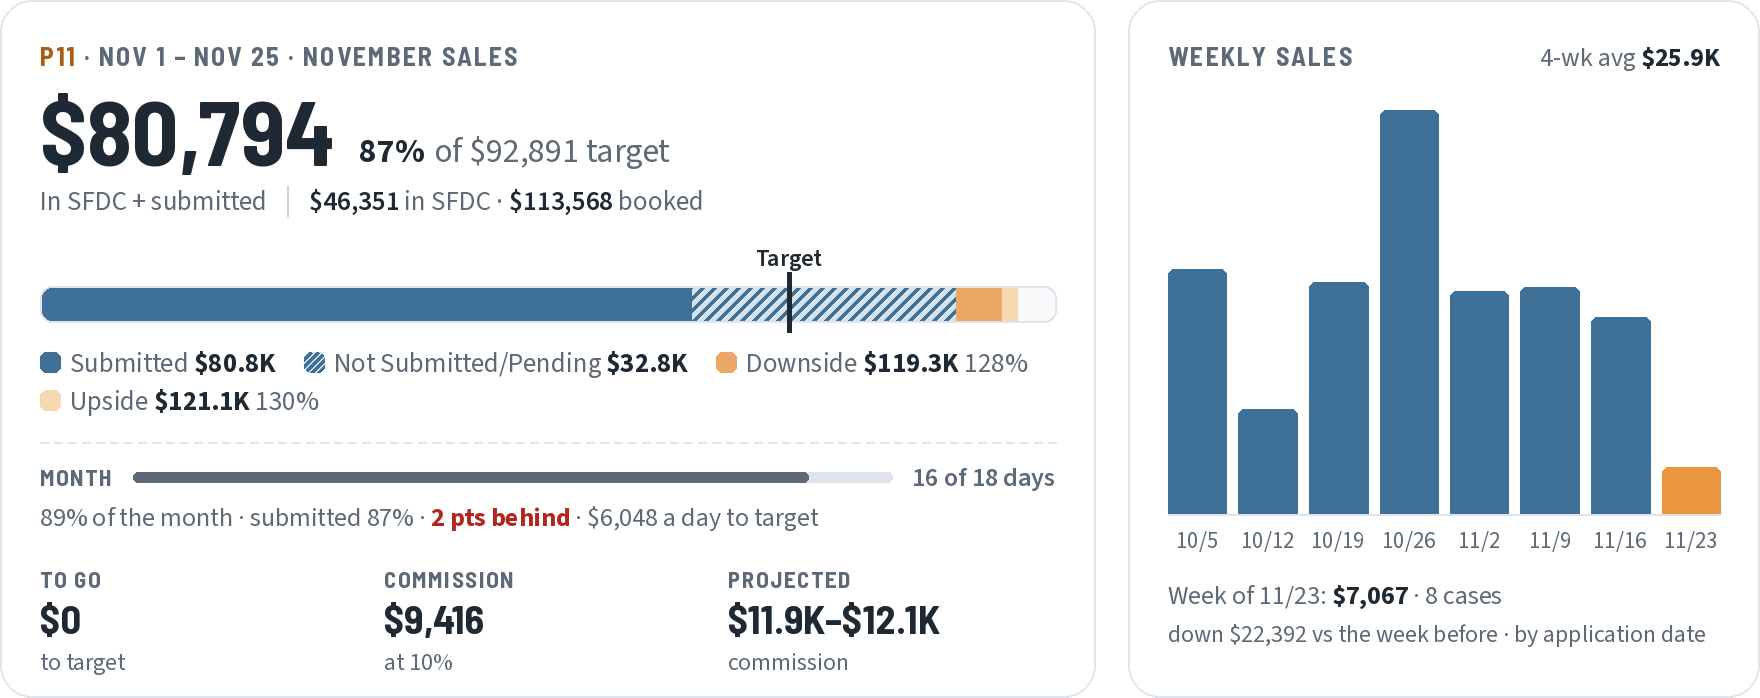 P11 · NOV 1 – NOV 25 · NOVEMBER SALES
$80,794 87% of $92,891 target
In SFDC + submitted $46,351 in SFDC · $113,568 booked
Target
Submitted $80.8K Not Submitted/Pending $32.8K Downside $119.3K 128%
Upside $121.1K 130%
MONTH 16 of 18 days
89% of the month · submitted 87% · 2 pts behind · $6,048 a day to target
TO GO COMMISSION PROJECTED
$0 $9,416 $11.9K–$12.1K
to target at 10% commission
WEEKLY SALES 4-wk avg $25.9K
10/5 10/12 10/19 10/26 11/2 11/9 11/16 11/23
Week of 11/23: $7,067 · 8 cases
down $22,392 vs the week before · by application date